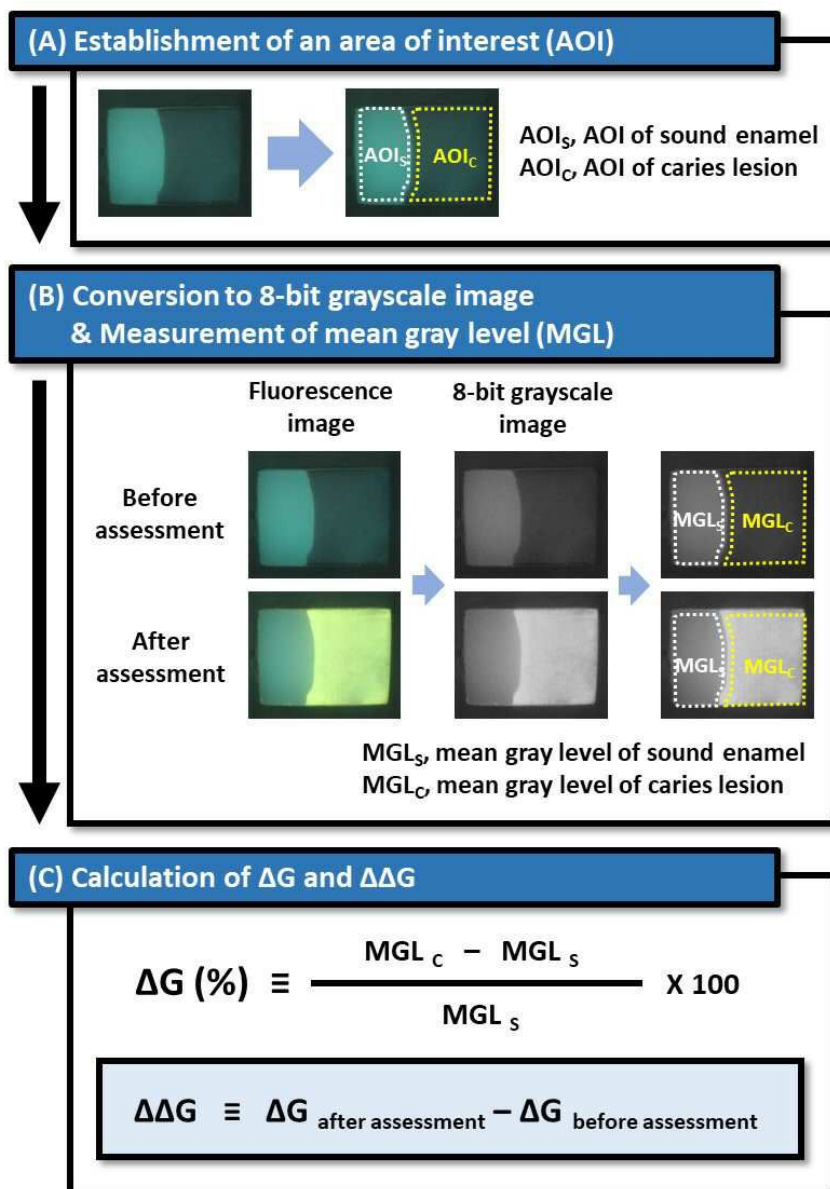 (A) Establishment of an area of interest (AOI)
AOIS
AOIC
AOIS, AOI of sound enamel
AOIC, AOI of caries lesion
(B) Conversion to 8-bit grayscale image
& Measurement of mean gray level (MGL)
Fluorescence
image
8-bit grayscale
image
Before
assessment
MGLS
MGLC
After
assessment
MGLS
MGLC
MGLS, mean gray level of sound enamel
MGLC, mean gray level of caries lesion
(C) Calculation of ΔG and ΔΔG
MGL C – MGL S
ΔG (%) ≡ X 100
MGL S
ΔΔG ≡ ΔG after assessment – ΔG before assessment